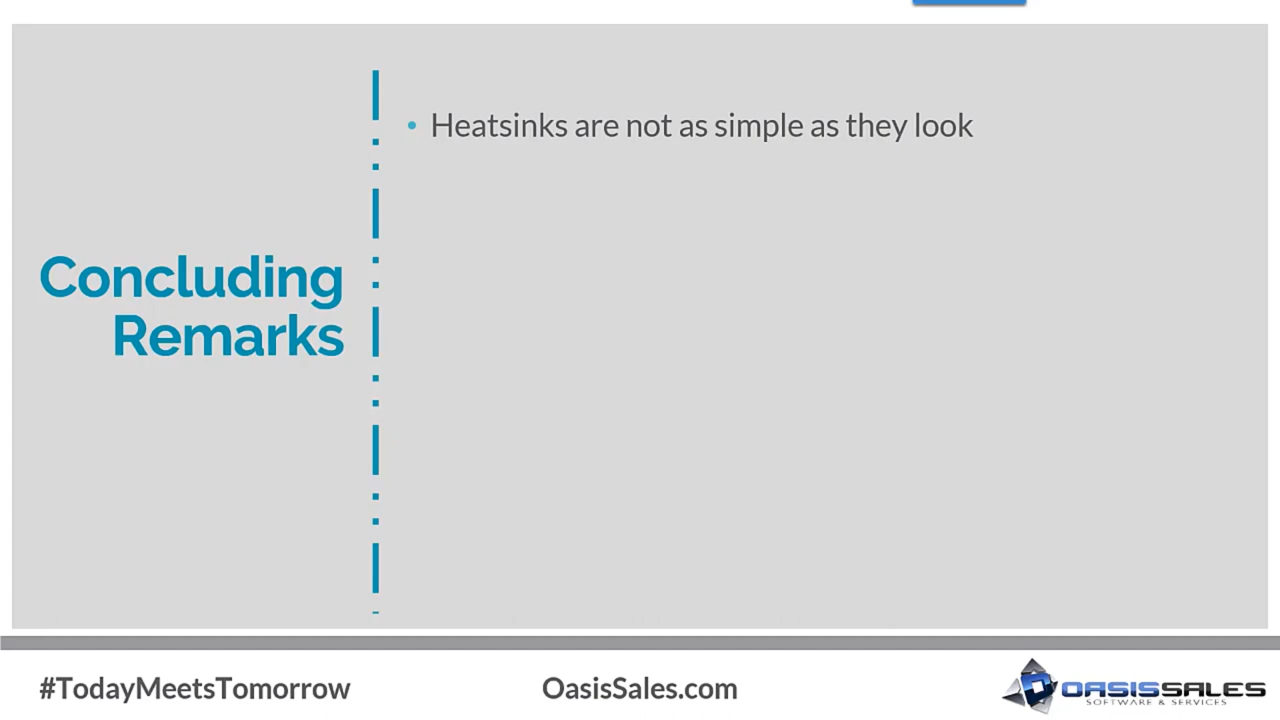 Concluding
Remarks
• Heatsinks are not as simple as they look
#TodayMeetsTomorrow
OasisSales.com
OASISSALES
SOFTWARE & SERVICES